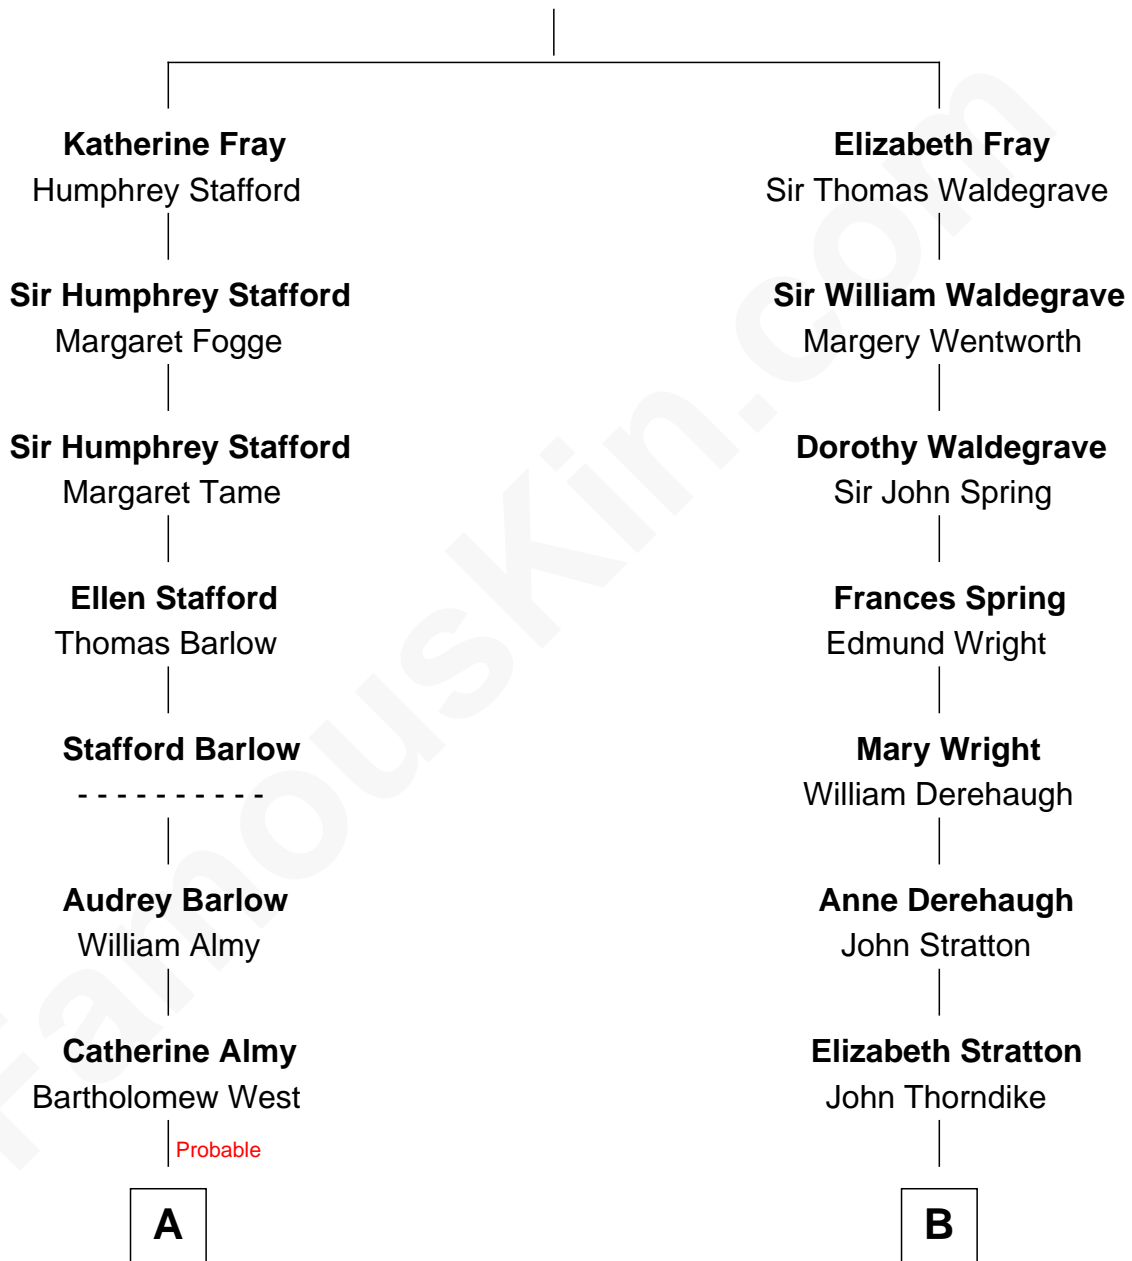 Katherine Fray
Humphrey Stafford
Sir Humphrey Stafford
Margaret Fogge
Sir Humphrey Stafford
Margaret Tame
Ellen Stafford
Thomas Barlow
Stafford Barlow
- - - - - - - - - -
Audrey Barlow
William Almy
Catherine Almy
Bartholomew West
Probable
A
Elizabeth Fray
Sir Thomas Waldegrave
Sir William Waldegrave
Margery Wentworth
Dorothy Waldegrave
Sir John Spring
Frances Spring
Edmund Wright
Mary Wright
William Derehaugh
Anne Derehaugh
John Stratton
Elizabeth Stratton
John Thorndike
B
FamousKin.com